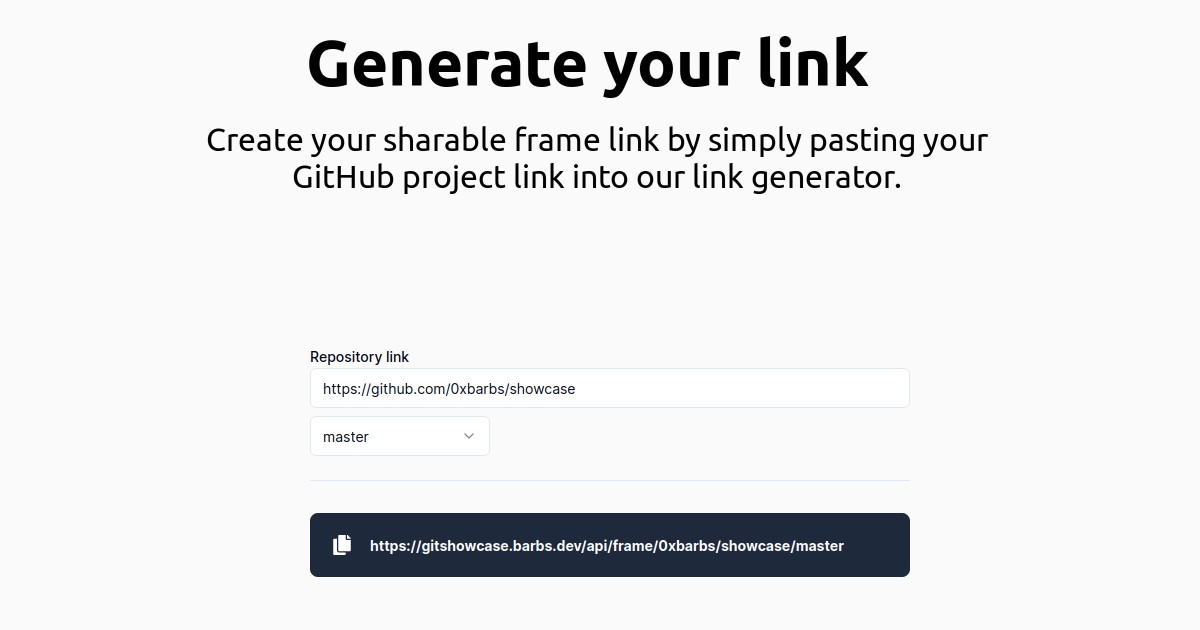 Generate your link
Create your sharable frame link by simply pasting your
GitHub project link into our link generator.
Repository link
https://github.com/0xbarbs/showcase
master
https://gitshowcase.barbs.dev/api/frame/0xbarbs/showcase/master